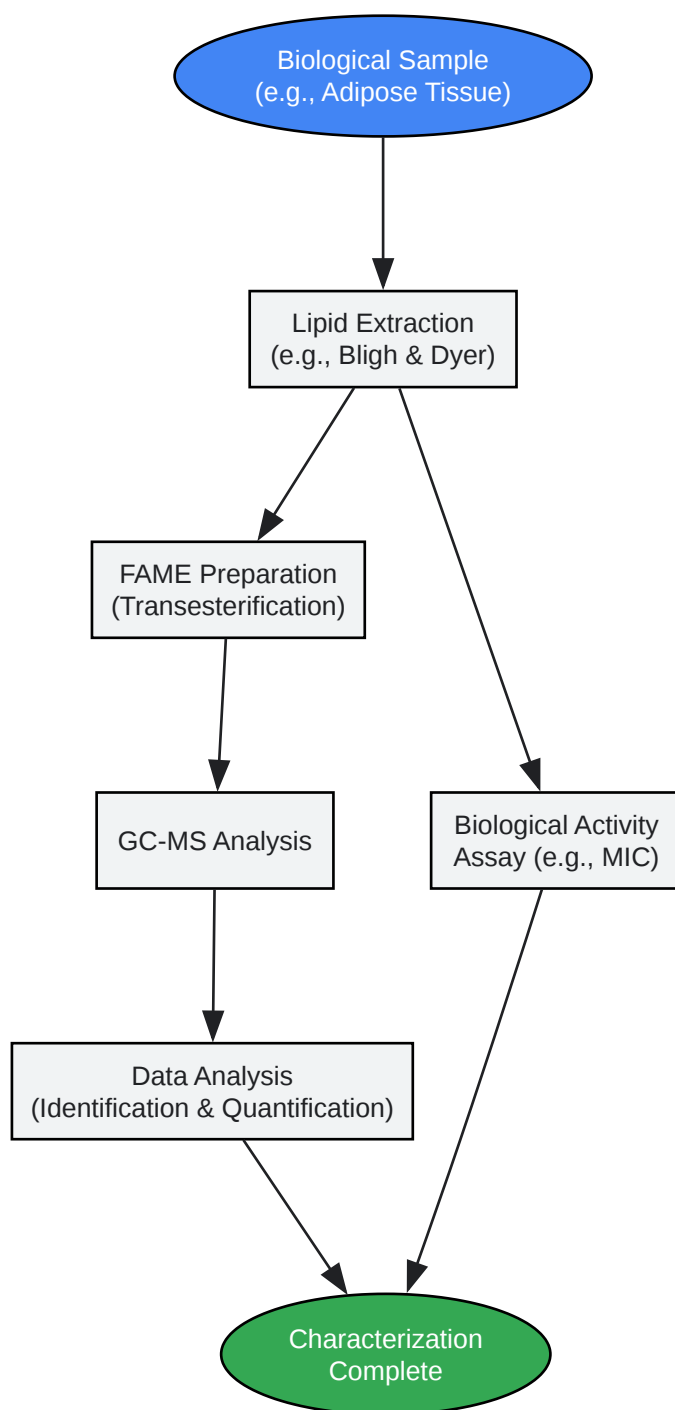 Biological Sample
(e.g., Adipose Tissue)
Lipid Extraction
(e.g., Bligh & Dyer)
FAME Preparation
(Transesterification)
GC-MS Analysis
Biological Activity
Assay (e.g., MIC)
Data Analysis
(Identification & Quantification)
Characterization
Complete